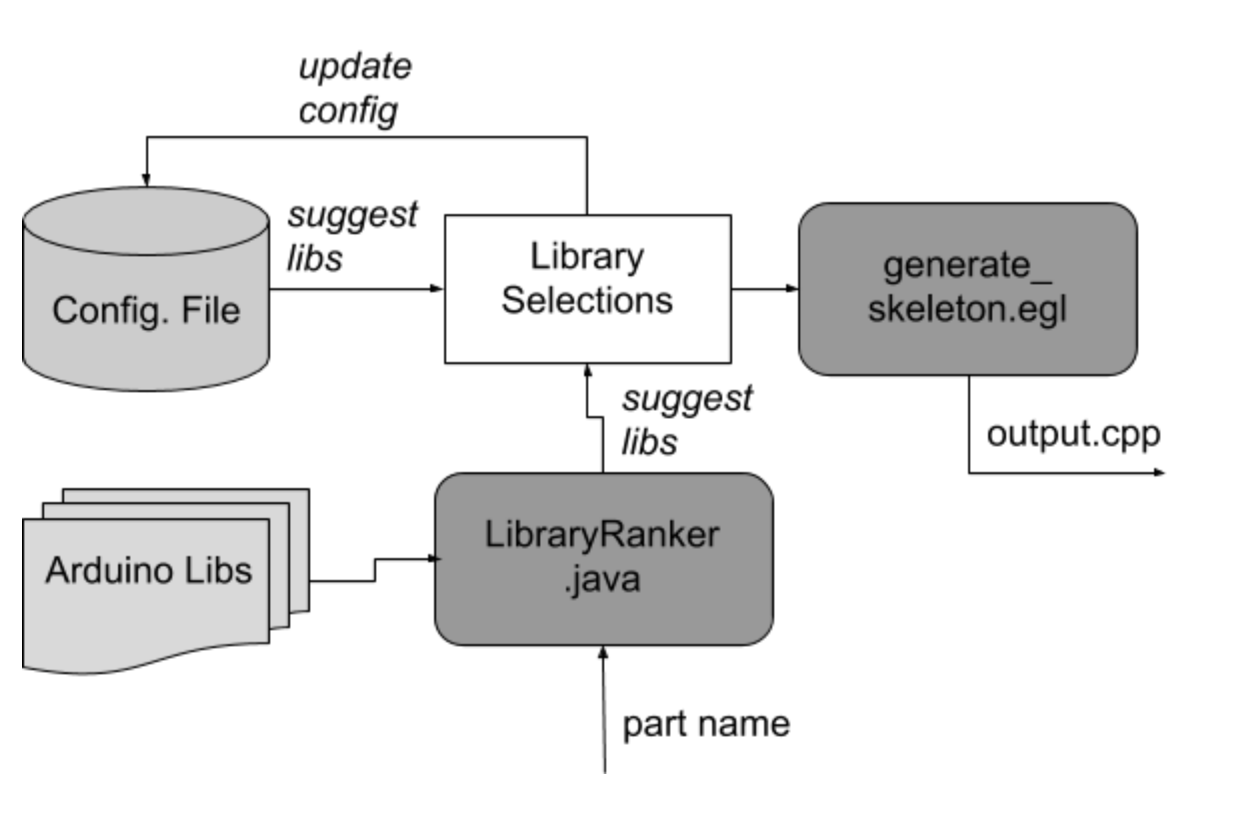 update
config
suggest
libs
Config. File
Library
Selections
generate_
skeleton.egl
suggest
libs
output.cpp
Arduino Libs
LibraryRanker
.java
part name